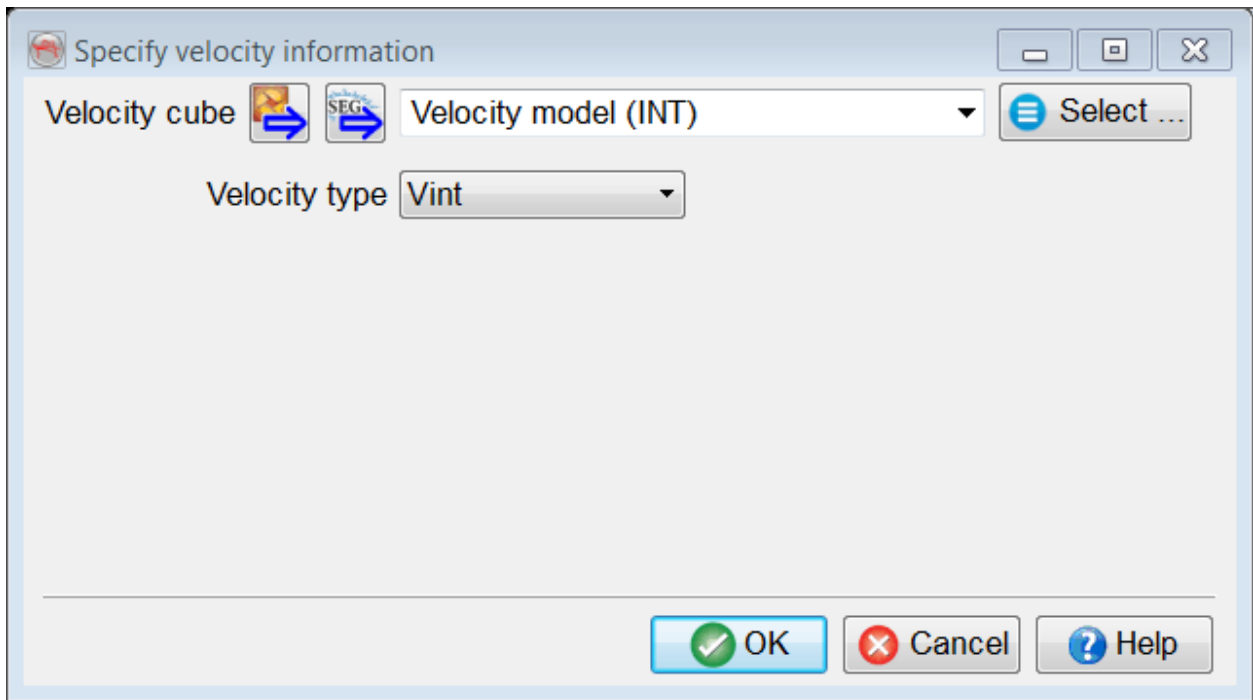 Specify velocity information
Velocity cube SEG Velocity model (INT) Select ...
Velocity type Vint
OK Cancel Help